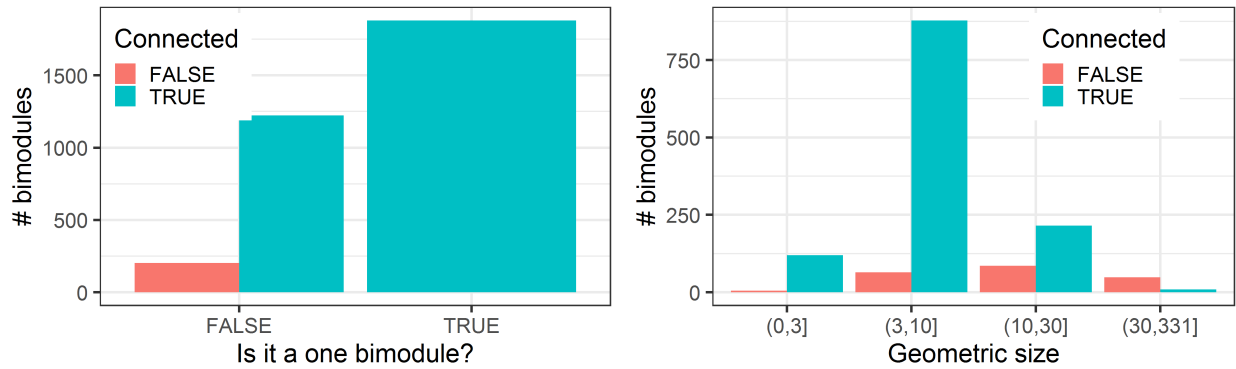 Connected
FALSE
TRUE
# bimodules
1500
1000
500
0
FALSE TRUE
Is it a one bimodule?
Connected
FALSE
TRUE
# bimodules
750
500
250
0
(0,3] (3,10] (10,30] (30,331]
Geometric size